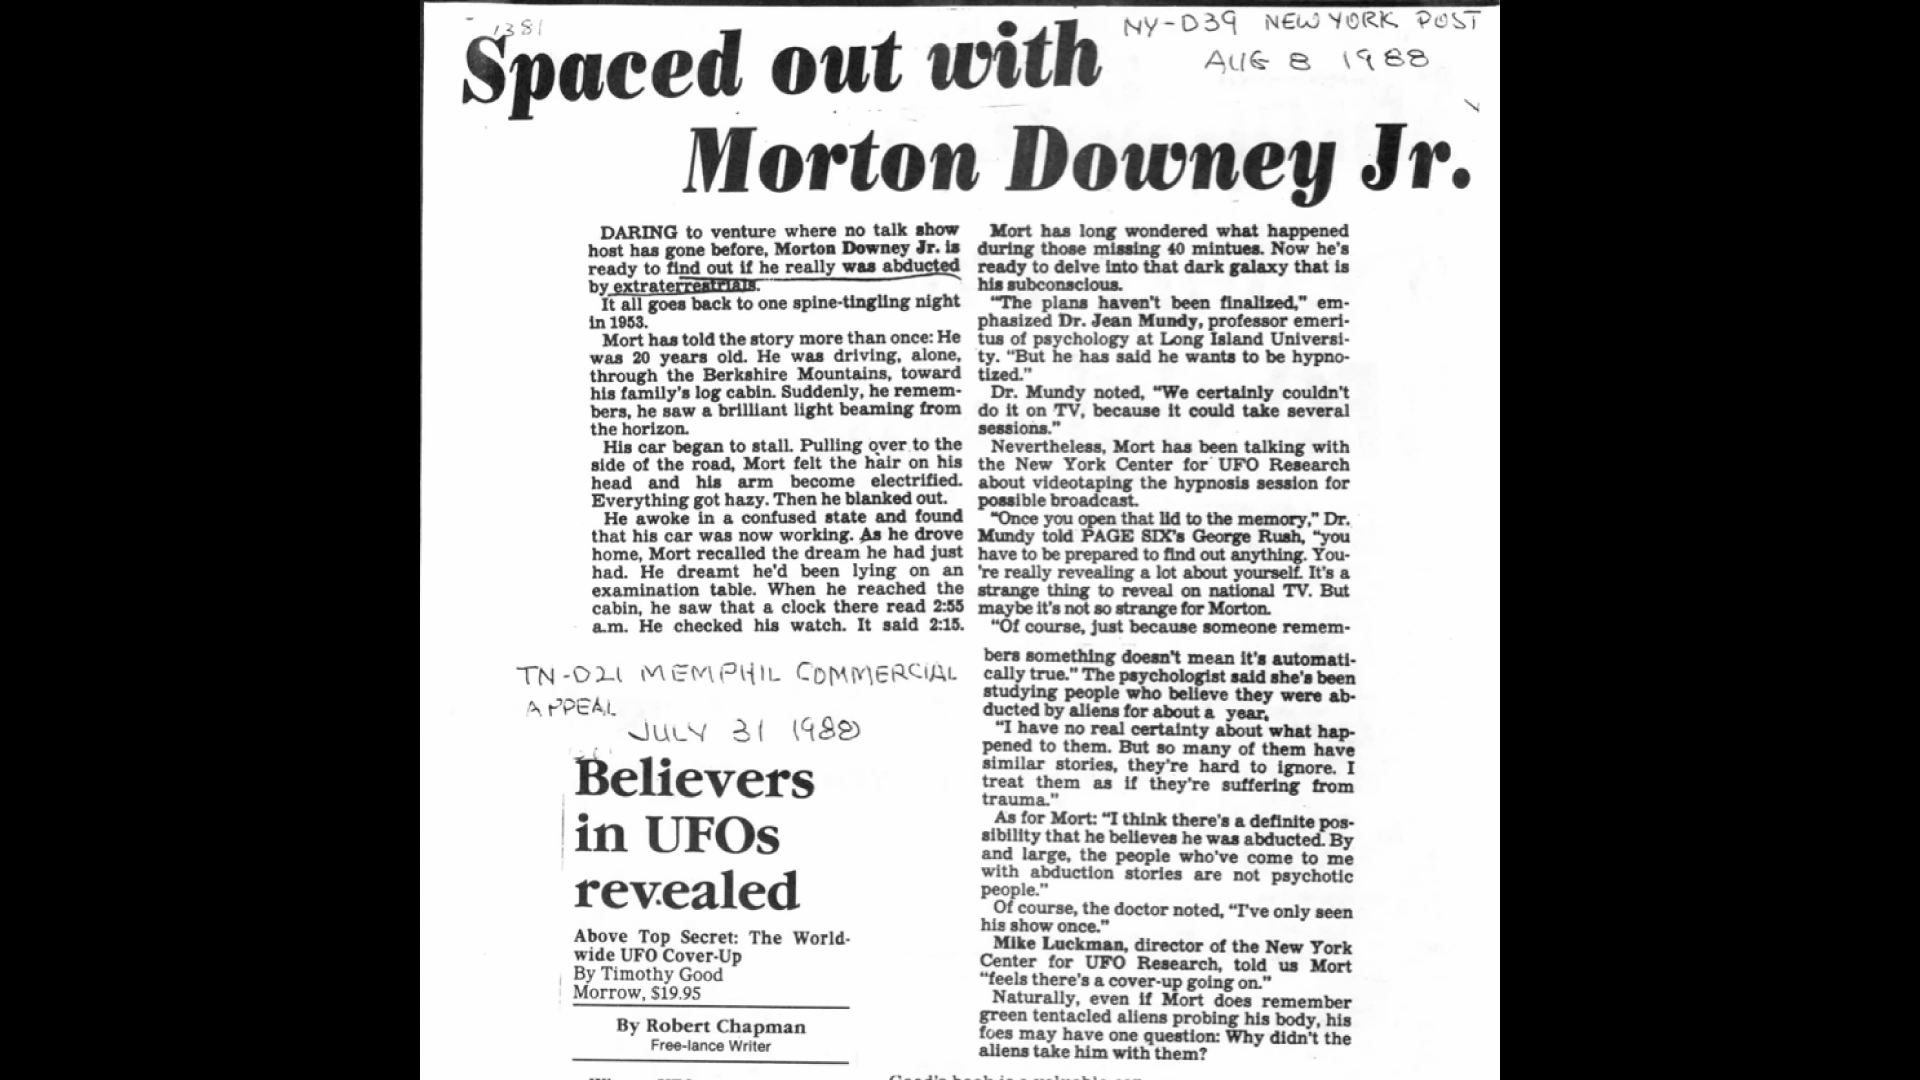 1381
Spaced out with
Morton Downey Jr.
NY-D39 NEW YORK POST
AUG 8 1988
DARING to venture where no talk show
host has gone before, Morton Downey Jr. is
ready to find out if he really was abducted
by extraterrestrials.
It all goes back to one spine-tingling night
in 1953.
Mort has told the story more than once: He
was 20 years old. He was driving, alone,
through the Berkshire Mountains, toward
his family's log cabin. Suddenly, he remem-
bers, he saw a brilliant light beaming from
the horizon.
His car began to stall. Pulling over to the
side of the road, Mort felt the hair on his
head and his arm become electrified.
Everything got hazy. Then he blanked out.
He awoke in a confused state and found
that his car was now working. As he drove
home, Mort recalled the dream he had just
had. He dreamt he'd been lying on an
examination table. When he reached the
cabin, he saw that a clock there read 2:55
a.m. He checked his watch. It said 2:15.
Mort has long wondered what happened
during those missing 40 mintues. Now he's
ready to delve into that dark galaxy that is
his subconscious.
"The plans haven't been finalized," em-
phasized Dr. Jean Mundy, professor emeri-
tus of psychology at Long Island Universi-
ty. "But he has said he wants to be hypno-
tized."
Dr. Mundy noted, "We certainly couldn't
do it on TV, because it could take several
sessions."
Nevertheless, Mort has been talking with
the New York Center for UFO Research
about videotaping the hypnosis session for
possible broadcast.
"Once you open that lid to the memory," Dr.
Mundy told PAGE SIX's George Rush, "you
have to be prepared to find out anything. You-
're really revealing a lot about yourself. It's a
strange thing to reveal on national TV. But
maybe it's not so strange for Morton.
"Of course, just because someone remem-
bers something doesn't mean it's automati-
cally true." The psychologist said she's been
studying people who believe they were ab-
ducted by aliens for about a year.
"I have no real certainty about what hap-
pened to them. But so many of them have
similar stories, they're hard to ignore. I
treat them as if they're suffering from
trauma."
As for Mort: "I think there's a definite pos-
sibility that he believes he was abducted. By
and large, the people who've come to me
with abduction stories are not psychotic
people."
Of course, the doctor noted, "I've only seen
his show once."
Mike Luckman, director of the New York
Center for UFO Research, told us Mort
"feels there's a cover-up going on."
Naturally, even if Mort does remember
green tentacled aliens probing his body, his
foes may have one question: Why didn't the
aliens take him with them?
TN-D21 MEMPHIL COMMERCIAL
APPEAL
JULY 31 1988
Believers
in UFOs
revealed
Above Top Secret: The World-
wide UFO Cover-Up
By Timothy Good
Morrow, $19.95
By Robert Chapman
Free-lance Writer